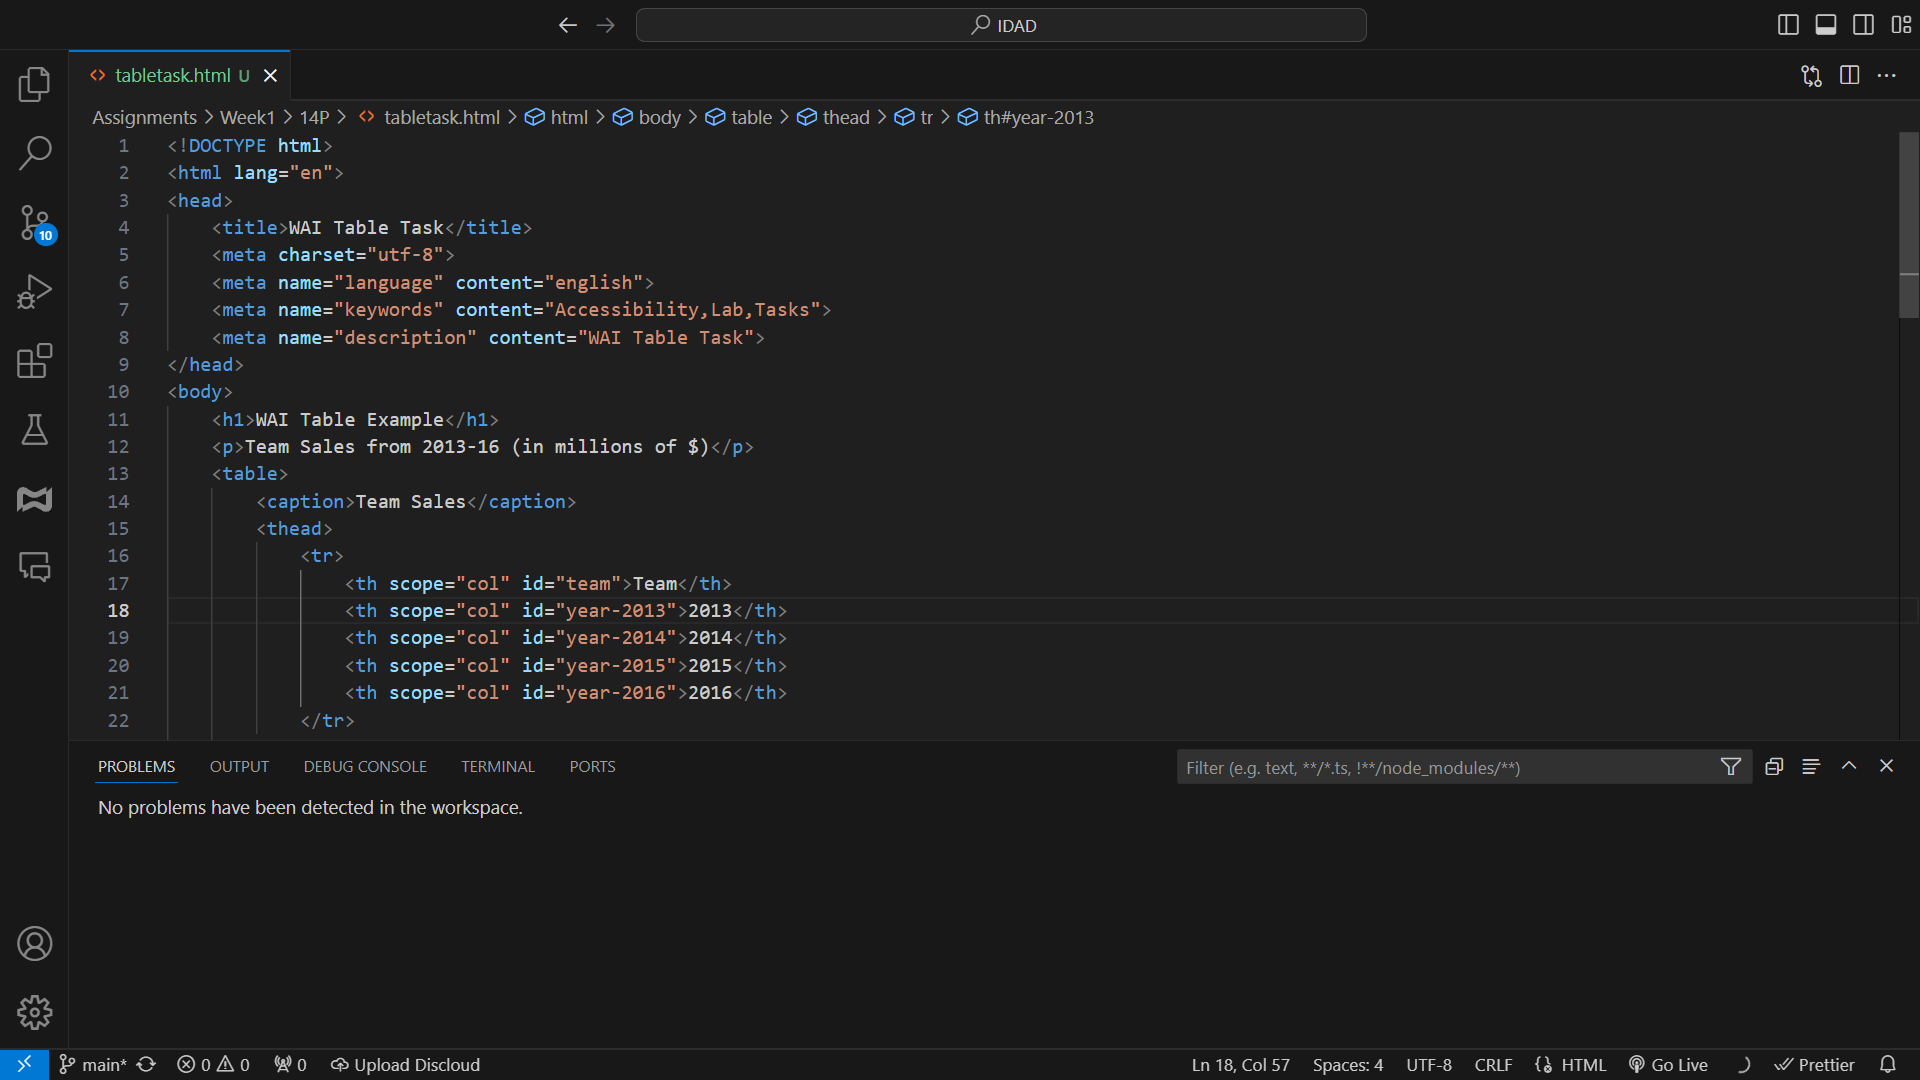 IDAD
tabletask.html U
Assignments > Week1 > 14P > tabletask.html > html > body > table > thead > tr > th#year-2013
1 <!DOCTYPE html>
2 <html lang="en">
3 <head>
4 <title>WAI Table Task</title>
5 <meta charset="utf-8">
6 <meta name="language" content="english">
7 <meta name="keywords" content="Accessibility,Lab,Tasks">
8 <meta name="description" content="WAI Table Task">
9 </head>
10 <body>
11 <h1>WAI Table Example</h1>
12 <p>Team Sales from 2013-16 (in millions of $)</p>
13 <table>
14 <caption>Team Sales</caption>
15 <thead>
16 <tr>
17 <th scope="col" id="team">Team</th>
18 <th scope="col" id="year-2013">2013</th>
19 <th scope="col" id="year-2014">2014</th>
20 <th scope="col" id="year-2015">2015</th>
21 <th scope="col" id="year-2016">2016</th>
22 </tr>
10
PROBLEMS OUTPUT DEBUG CONSOLE TERMINAL PORTS Filter (e.g. text, **/*.ts, !**/node_modules/**)
No problems have been detected in the workspace.
main* 0 0 0 Upload Discloud Ln 18, Col 57 Spaces: 4 UTF-8 CRLF HTML Go Live Prettier